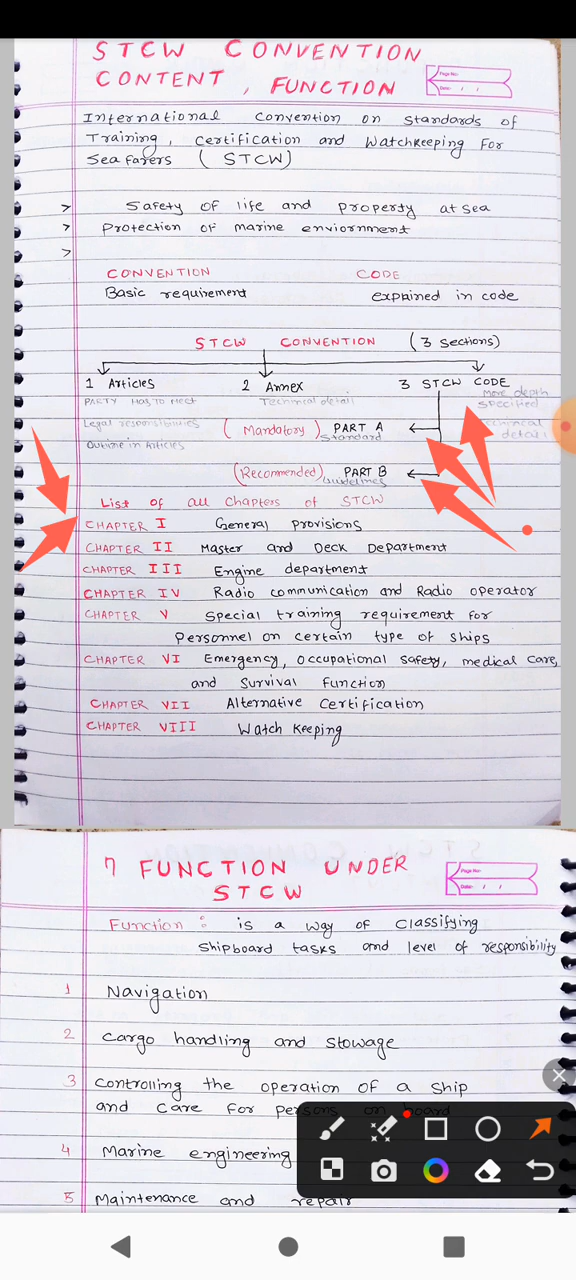 STCW CONVENTION
CONTENT, FUNCTION
Page No:
Date: / /
International Convention on standards of
Training, certification and Watchkeeping For
Seafarers (STCW)
> Safety of life and property at sea
> Protection of marine enviornment
>
CONVENTION CODE
Basic requirement explained in code
STCW CONVENTION (3 sections)
1 Articles 2 Annex 3 STCW CODE
PARTY HAS TO MEET Technical detail More depth
specified
Legal responsibilities (Mandatory) PART A
Standard detail
Outline in Articles
(Recommended) PART B
Guidelines
List of all Chapters of STCW
CHAPTER I General provisions
CHAPTER II Master and Deck Department
CHAPTER III Engine department
CHAPTER IV Radio communication and Radio operator
CHAPTER V Special training requirement for
Personnel on certain type of ships
CHAPTER VI Emergency, occupational safety, medical care,
and Survival function
CHAPTER VII Alternative Certification
CHAPTER VIII Watch Keeping
7 FUNCTION UNDER
STCW
Page No:
Date: / /
Function: is a way of classifying
shipboard tasks and level of responsibility
1 Navigation
2 Cargo handling and stowage
3 Controlling the operation of a ship
and care for persons on board
4 Marine engineering
5 Maintenance and repair